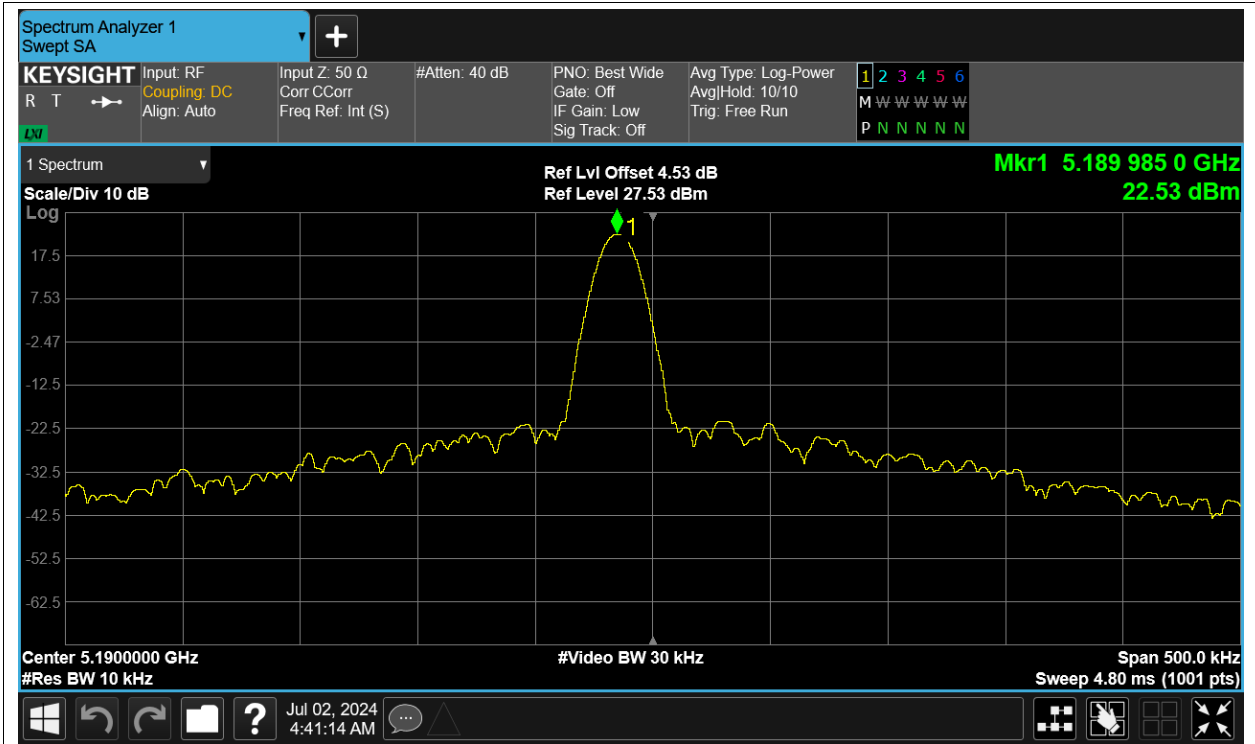 Spectrum Analyzer 1
Swept SA
KEYSIGHT
R T
LXI
Input: RF
Coupling: DC
Align: Auto
Input Z: 50 Ω
Corr CCorr
Freq Ref: Int (S)
#Atten: 40 dB
PNO: Best Wide
Gate: Off
IF Gain: Low
Sig Track: Off
Avg Type: Log-Power
Avg|Hold: 10/10
Trig: Free Run
1 2 3 4 5 6
M W W W W W
P N N N N N
1 Spectrum
Scale/Div 10 dB
Log
Ref Lvl Offset 4.53 dB
Ref Level 27.53 dBm
Mkr1 5.189 985 0 GHz
22.53 dBm
1
17.5
7.53
-2.47
-12.5
-22.5
-32.5
-42.5
-52.5
-62.5
Center 5.1900000 GHz
#Res BW 10 kHz
#Video BW 30 kHz
Span 500.0 kHz
Sweep 4.80 ms (1001 pts)
?
Jul 02, 2024
4:41:14 AM